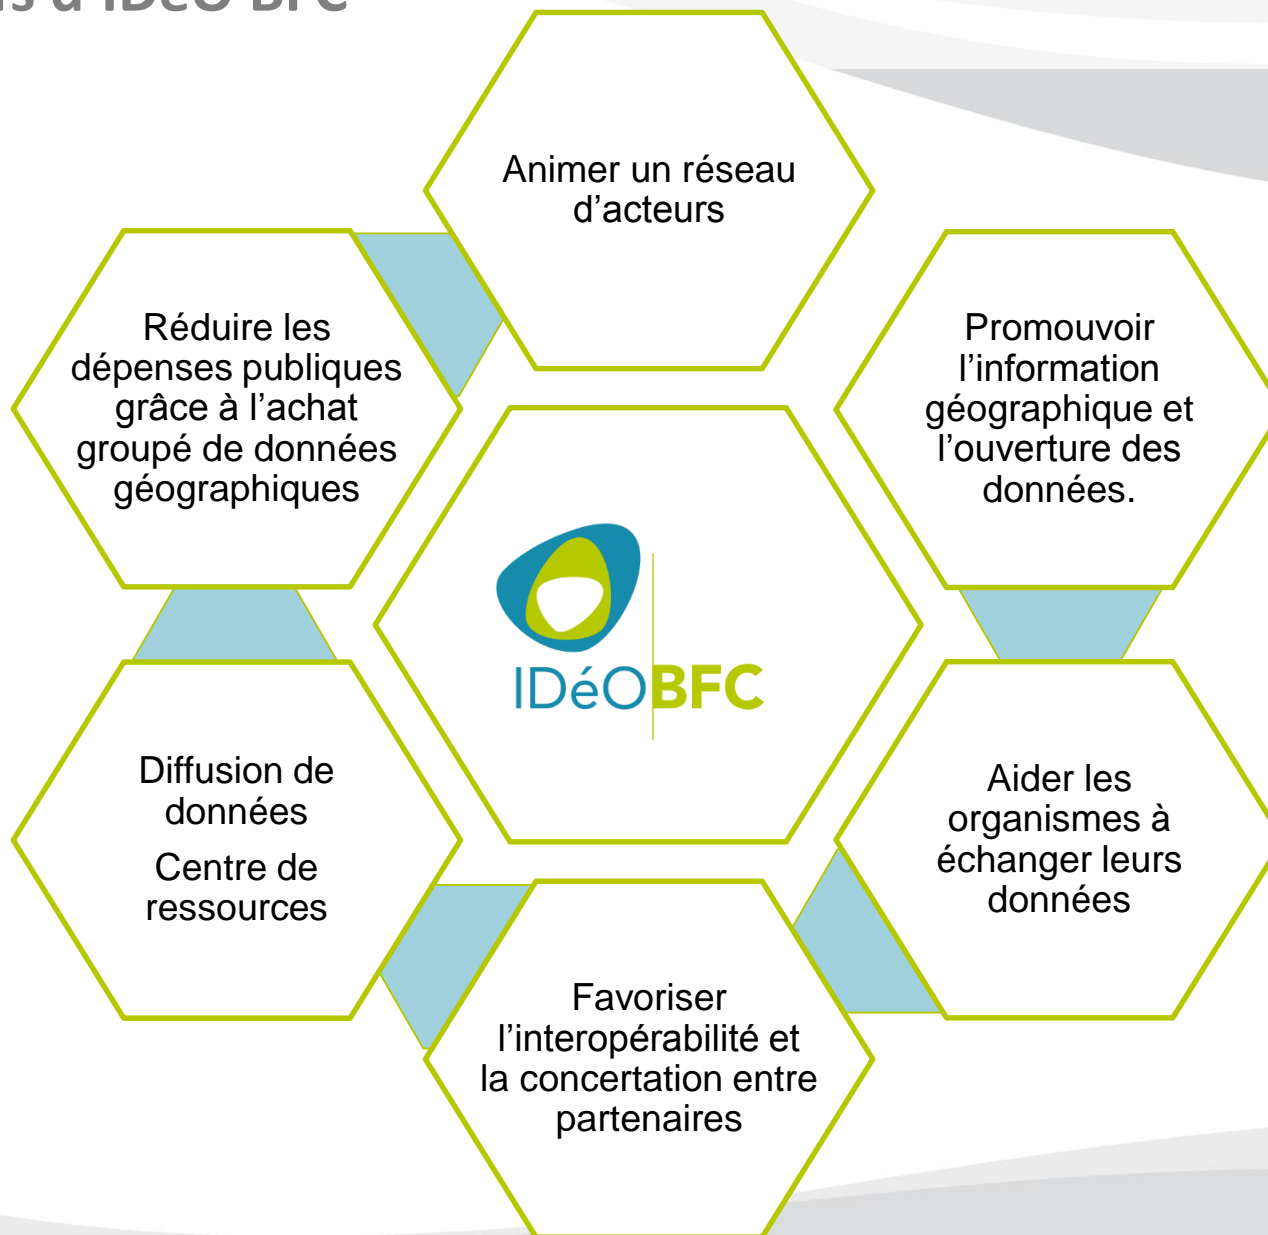 d'IDéO BFC
Animer un réseau
d’acteurs
Réduire les
dépenses publiques
grâce à l’achat
groupé de données
géographiques
Promouvoir
l’information
géographique et
l’ouverture des
données.
IDéOBFC
Diffusion de
données
Centre de
ressources
Aider les
organismes à
échanger leurs
données
Favoriser
l’interopérabilité et
la concertation entre
partenaires